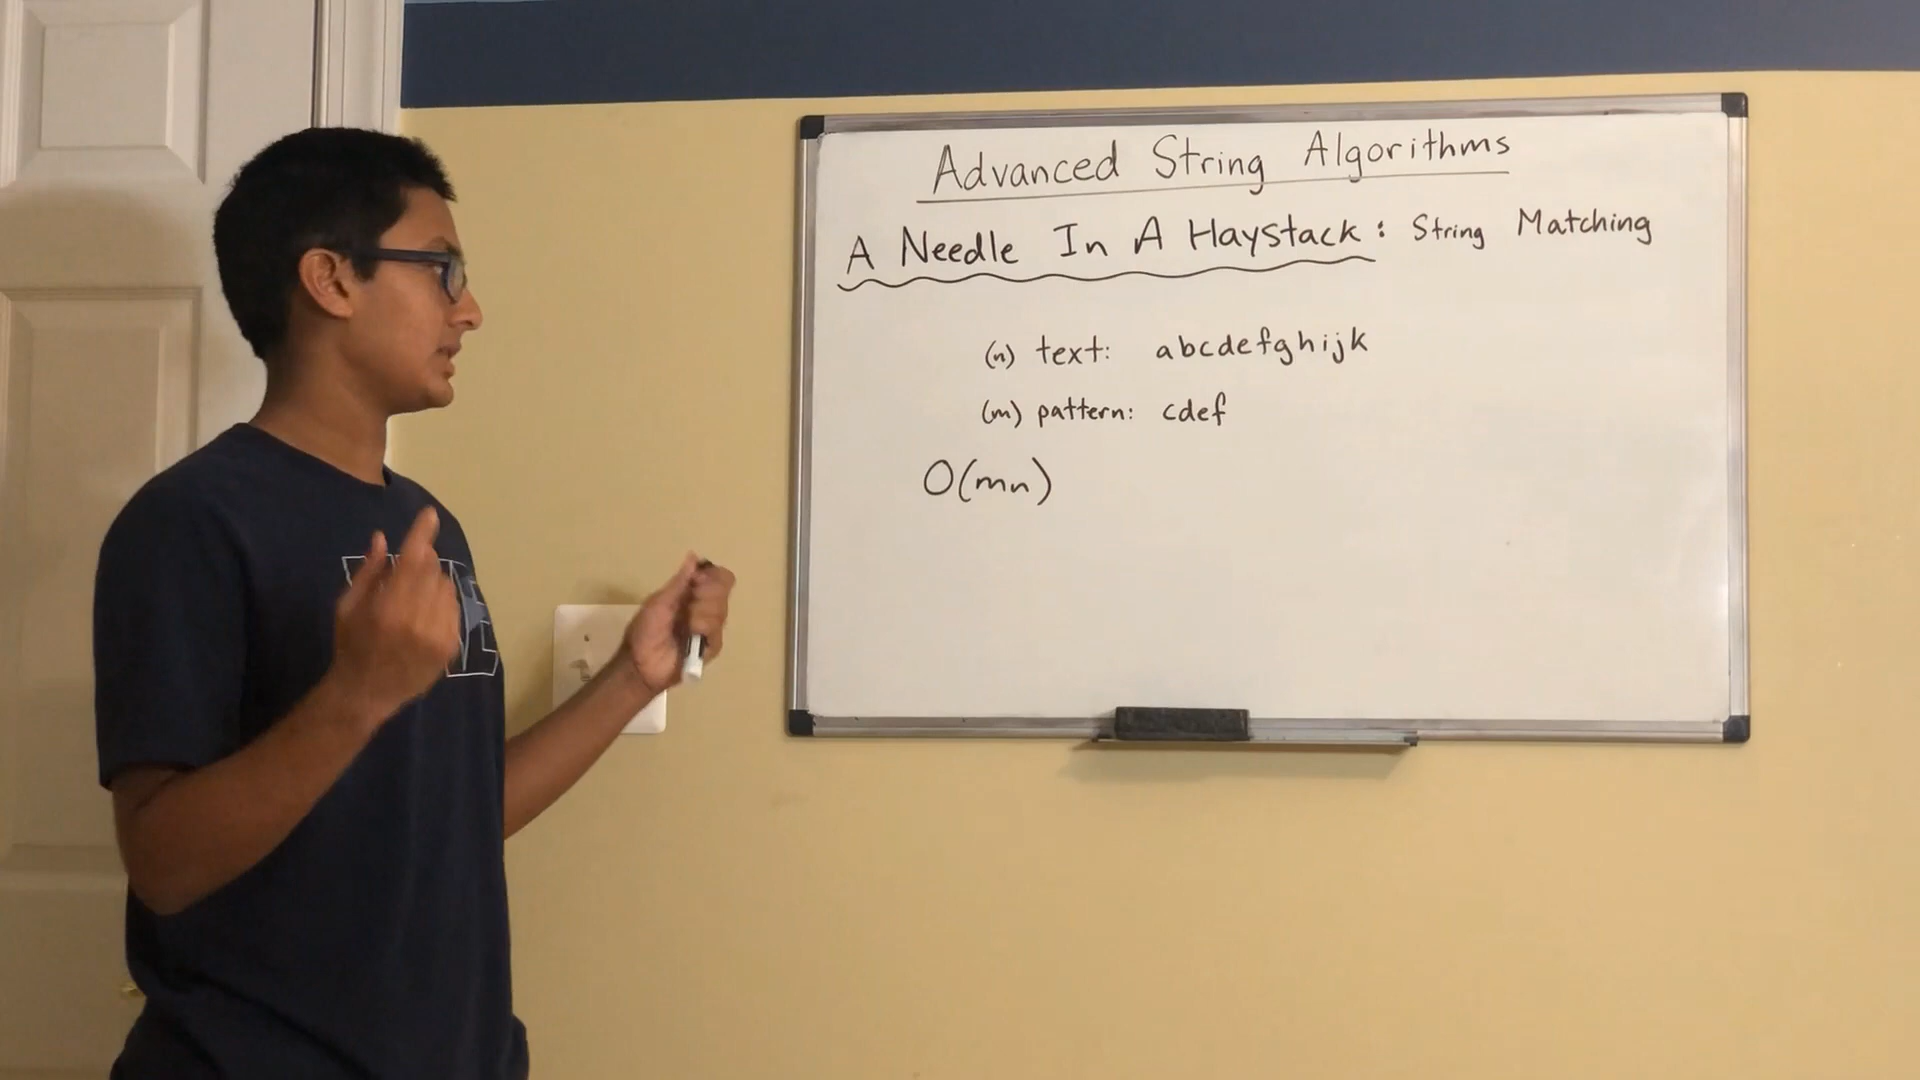 Advanced String Algorithms
A Needle In A Haystack: String Matching
(n) text: abcdefghijk
(m) pattern: cdef
O(mn)